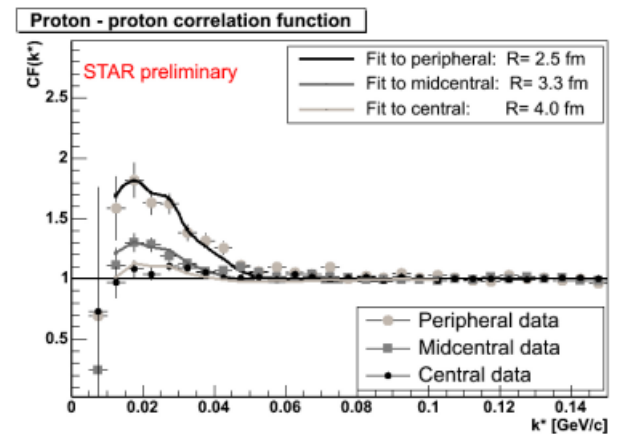 Proton - proton correlation function
CF(k*)
STAR preliminary
Fit to peripheral: R= 2.5 fm
Fit to midcentral: R= 3.3 fm
Fit to central: R= 4.0 fm
2.5
2
1.5
1
0.5
Peripheral data
Midcentral data
Central data
0 0.02 0.04 0.06 0.08 0.1 0.12 0.14
k* [GeV/c]